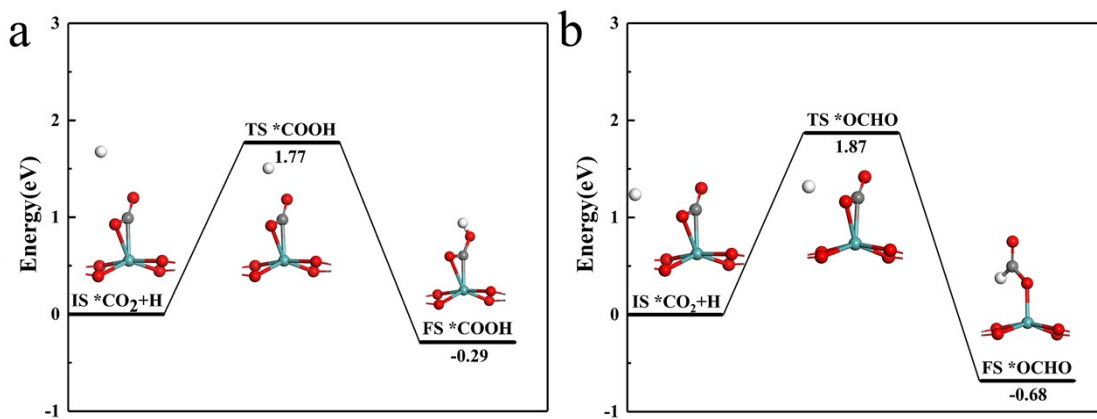 a
Energy(eV)
3
2
1
0
-1
TS *COOH
1.77
IS *CO₂+H
FS *COOH
-0.29
b
Energy(eV)
3
2
1
0
-1
TS *OCHO
1.87
IS *CO₂+H
FS *OCHO
-0.68